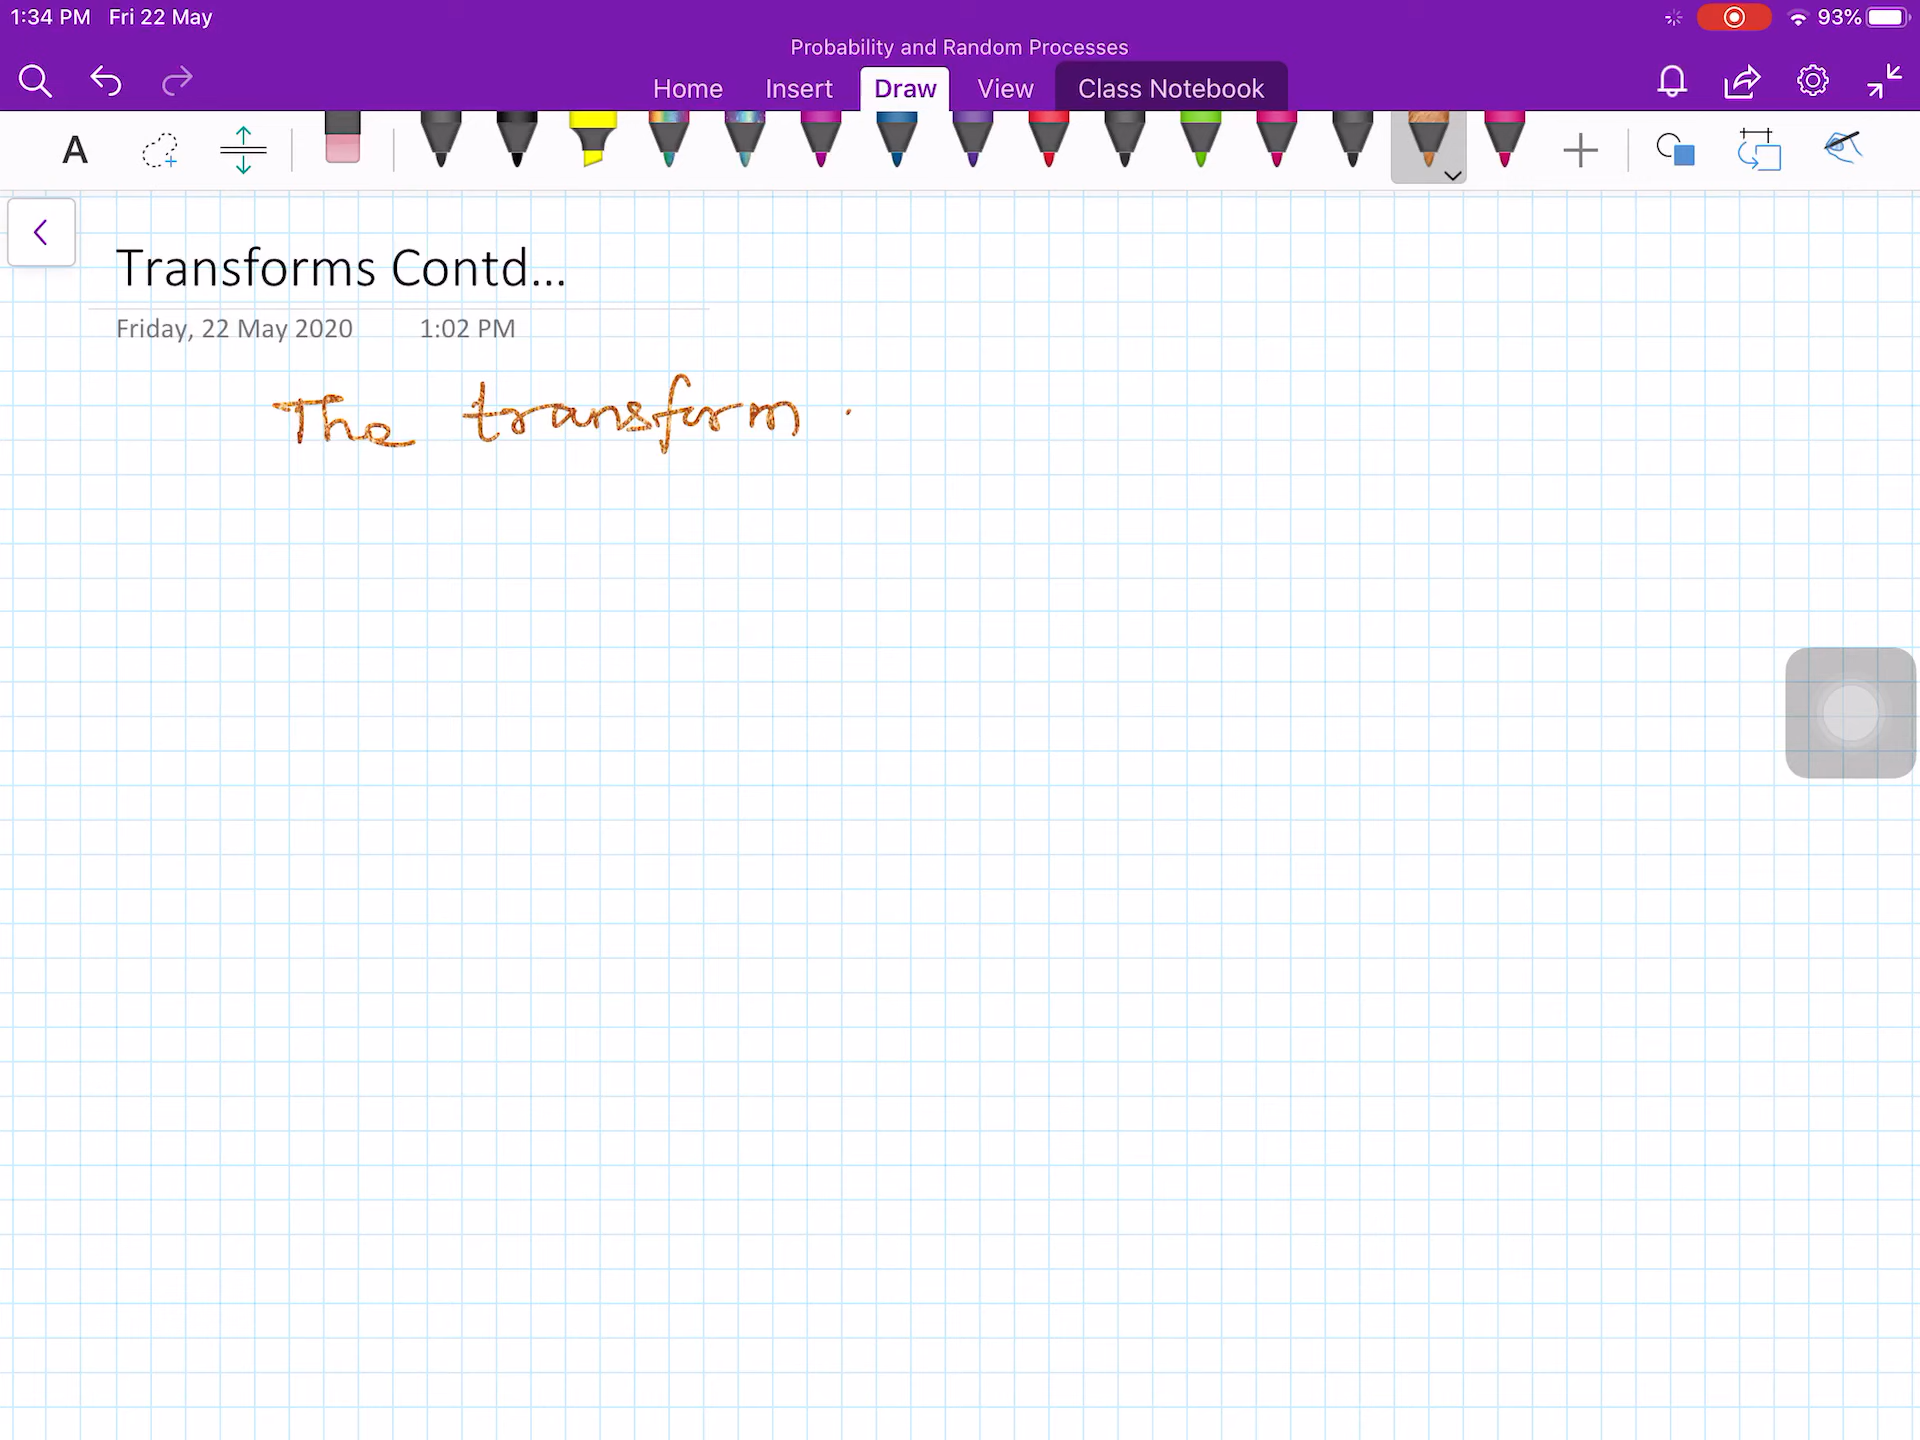 1:34 PM Fri 22 May
93%
Probability and Random Processes
Home Insert Draw View Class Notebook
A
Transforms Contd...
Friday, 22 May 2020 1:02 PM
The transform